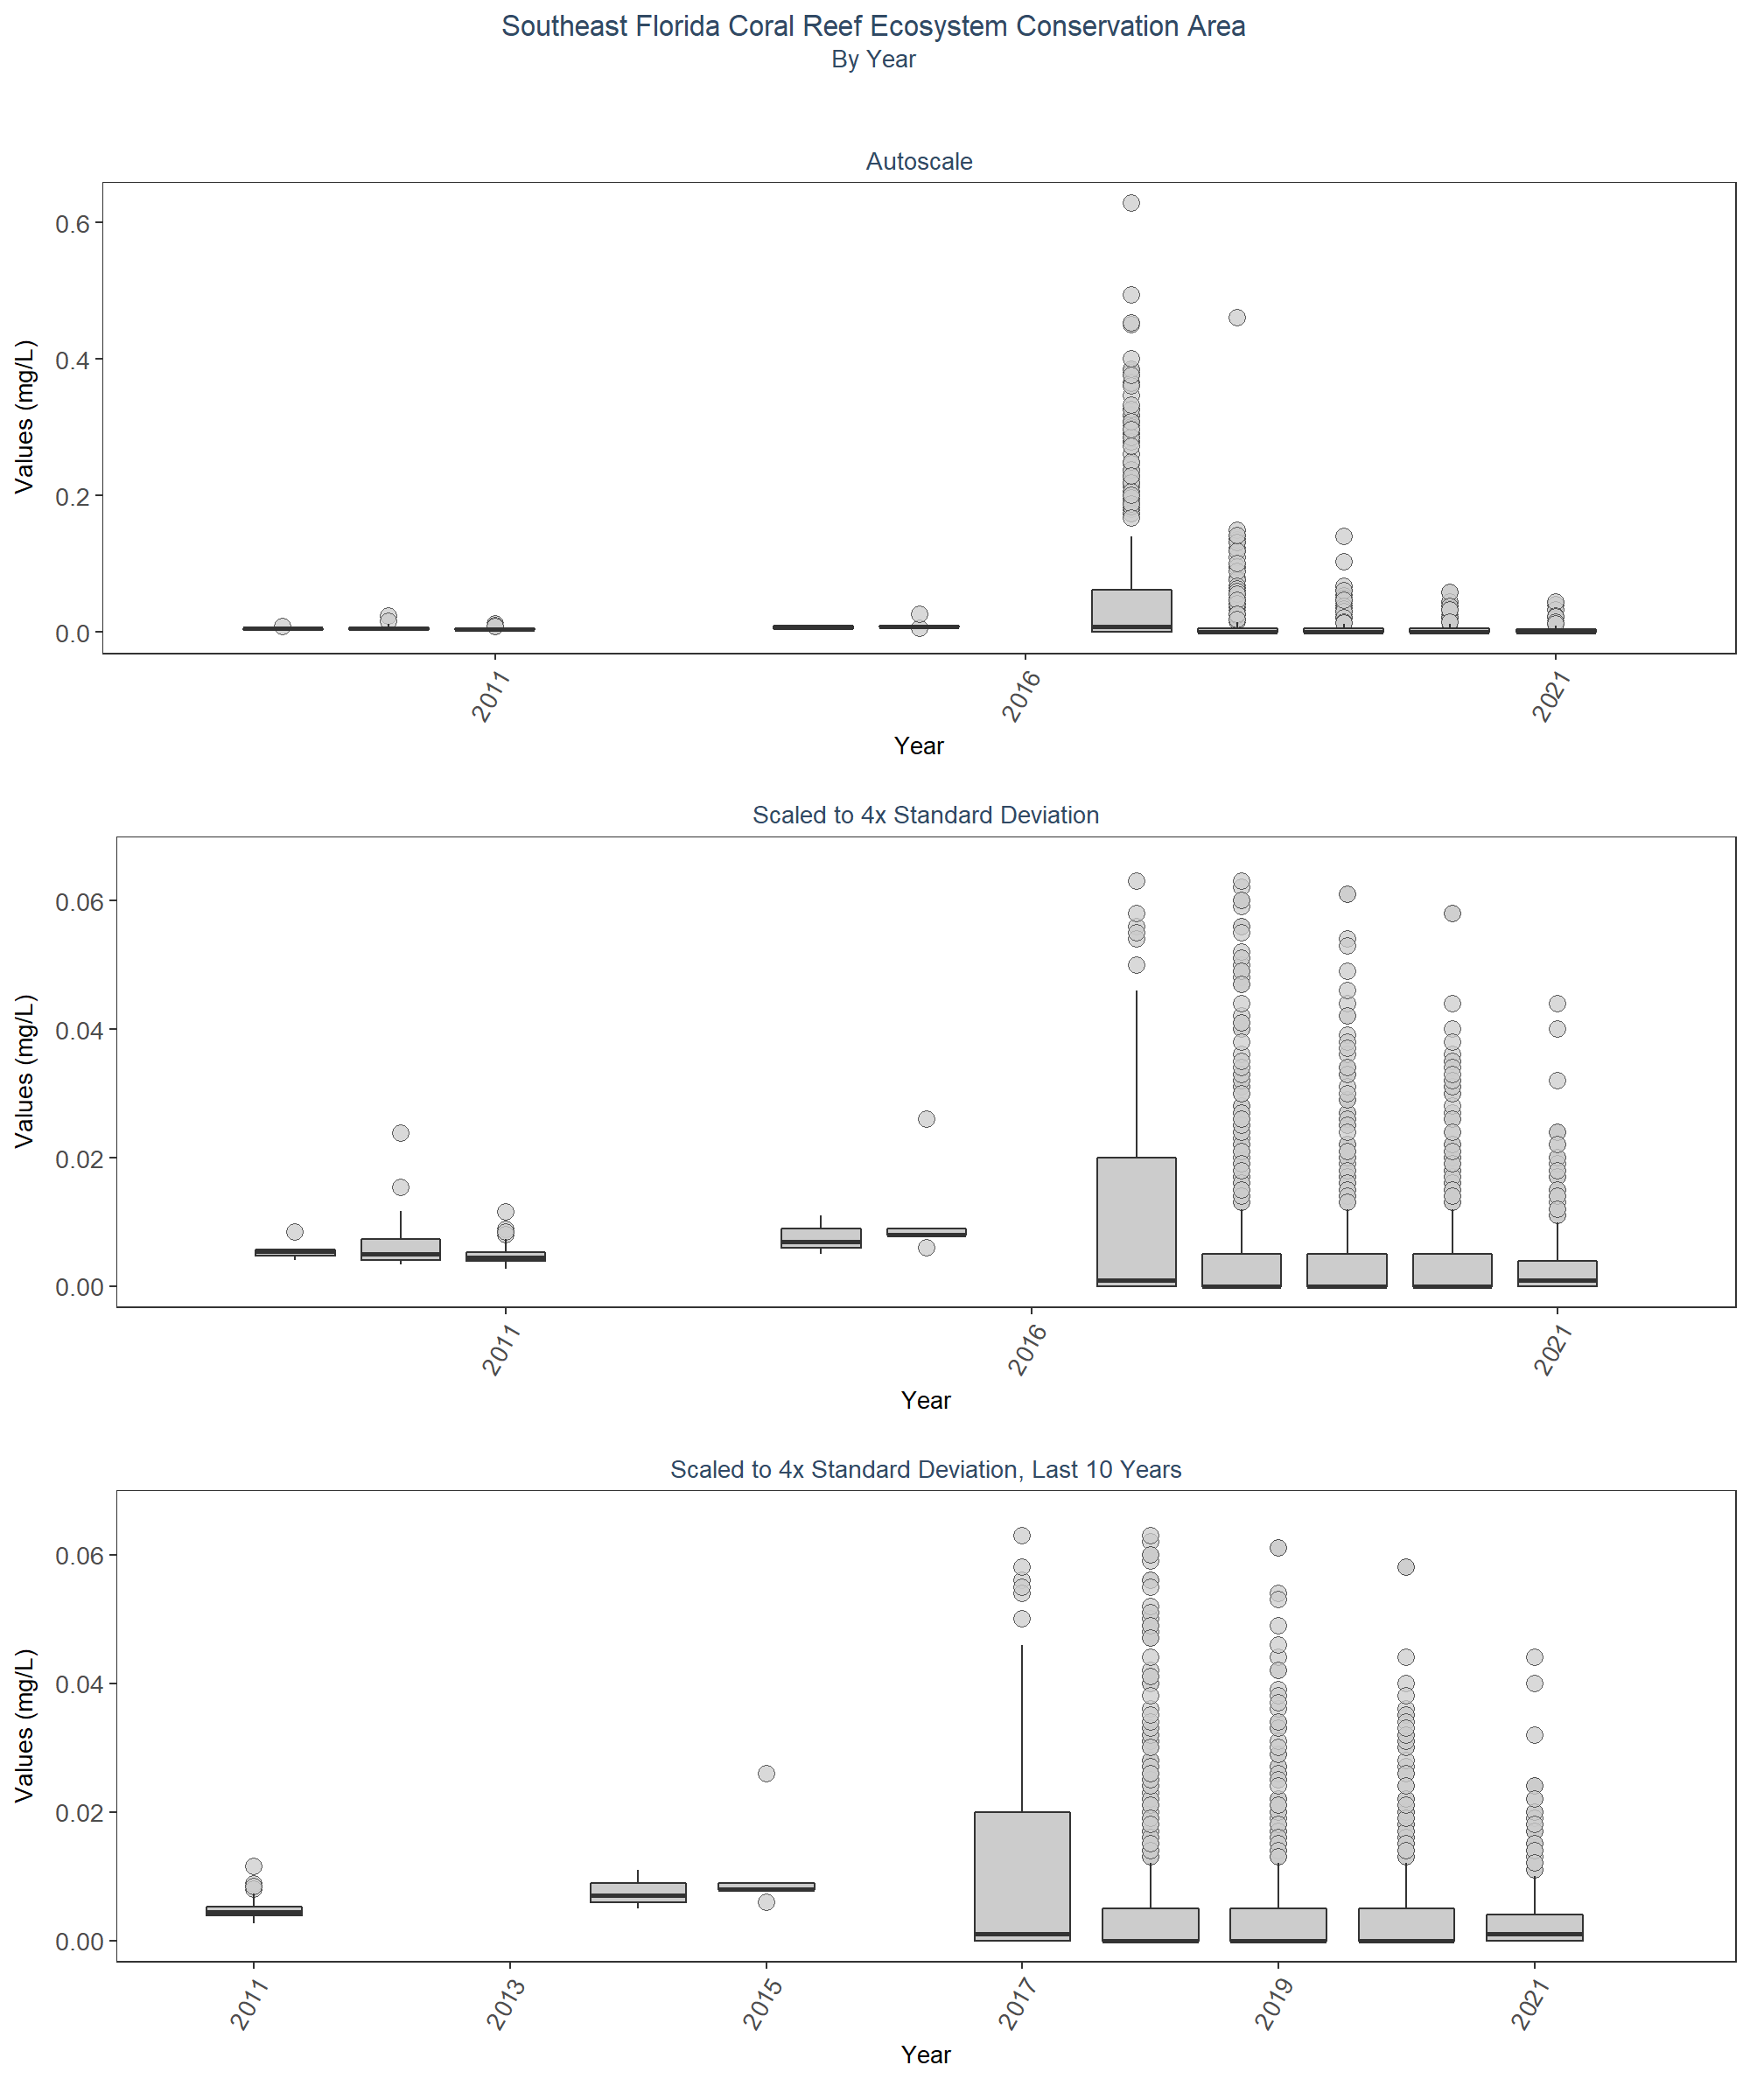 Southeast Florida Coral Reef Ecosystem Conservation Area
By Year
Autoscale
Values (mg/L)
0.6
0.4
0.2
0.0
2011
2016
2021
Year
Scaled to 4x Standard Deviation
Values (mg/L)
0.06
0.04
0.02
0.00
2011
2016
2021
Year
Scaled to 4x Standard Deviation, Last 10 Years
Values (mg/L)
0.06
0.04
0.02
0.00
2011
2013
2015
2017
2019
2021
Year